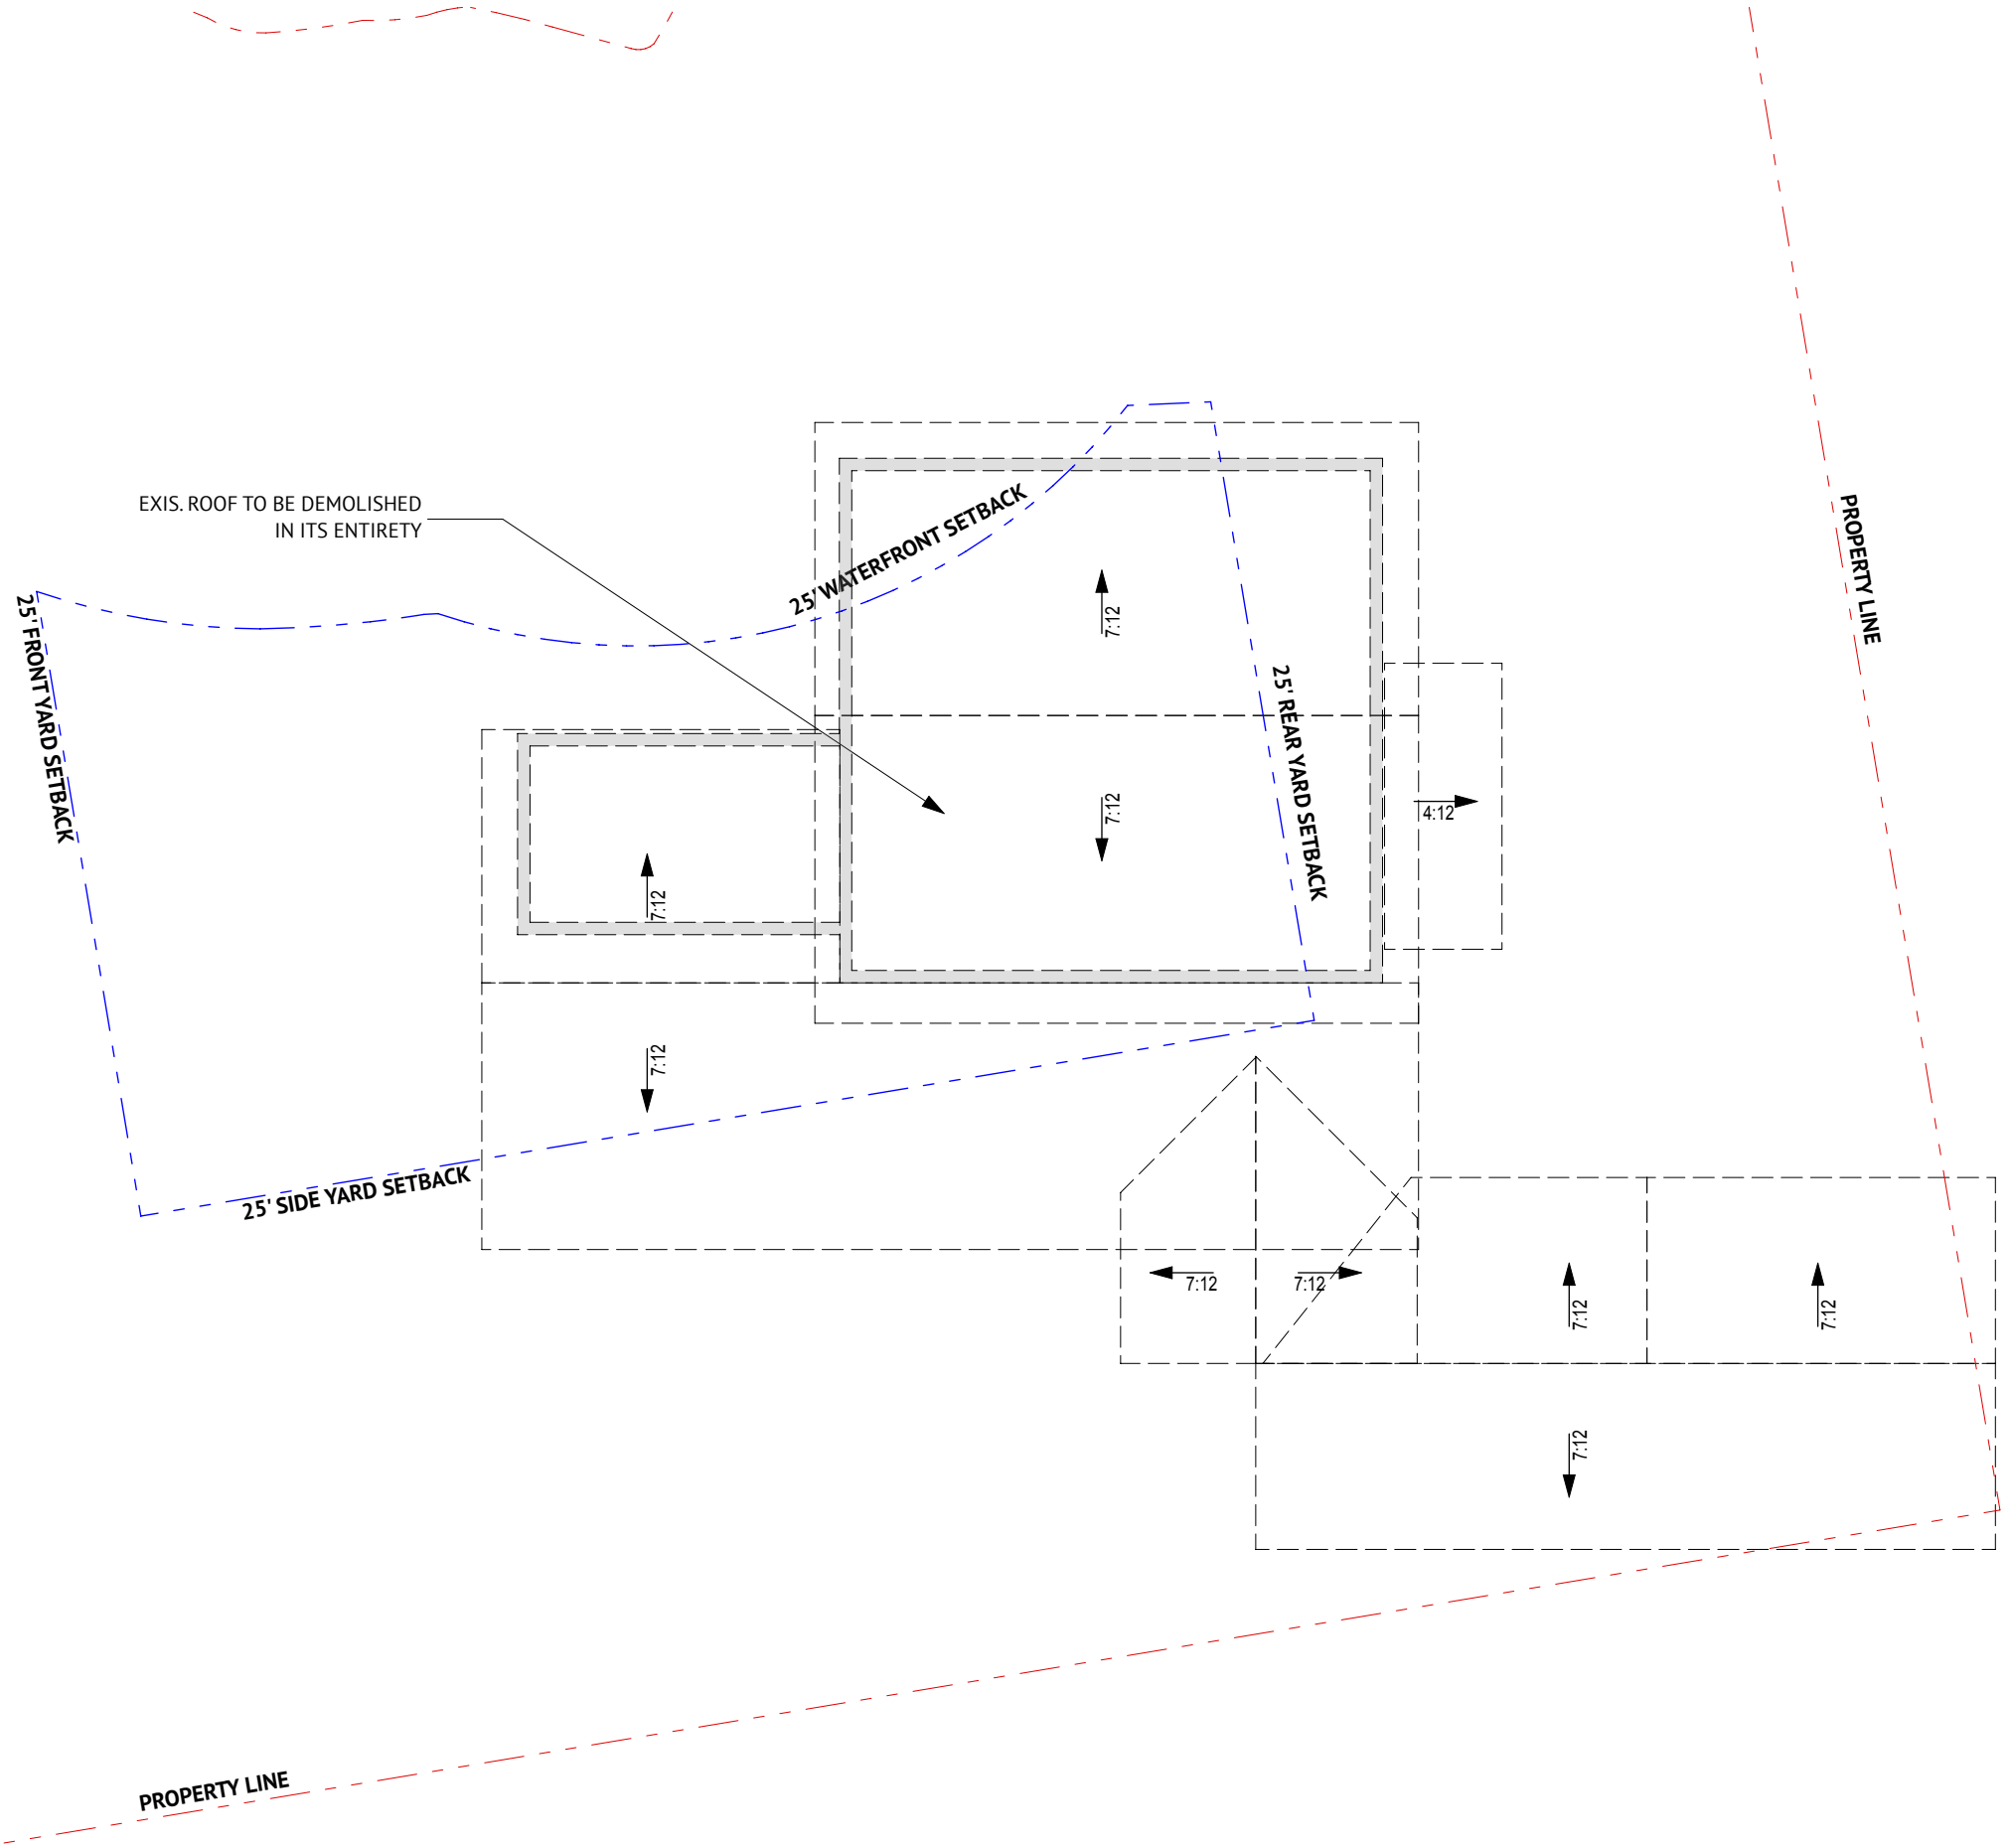 EXIS. ROOF TO BE DEMOLISHED
IN ITS ENTIRETY
25' WATERFRONT SETBACK
PROPERTY LINE
25' FRONT YARD SETBACK
7:12
25' REAR YARD SETBACK
7:12
4:12
7:12
7:12
25' SIDE YARD SETBACK
7:12
7:12
7:12
7:12
7:12
PROPERTY LINE